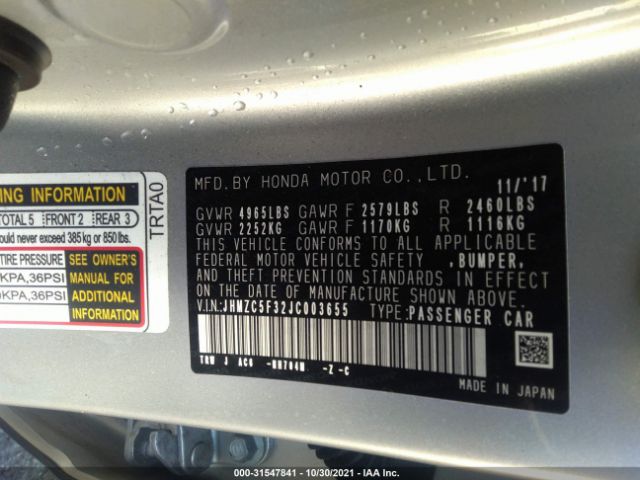 ING INFORMATION
TOTAL 5 FRONT 2 REAR 3
ould never exceed 385 kg or 850 lbs.
TIRE PRESSURE SEE OWNER'S
KPA,36PSI MANUAL FOR
KPA,36PSI ADDITIONAL
INFORMATION
TRTA0
MFD. BY HONDA MOTOR CO.,LTD.
11/'17
GVWR 4965LBS GAWR F 2579LBS R 2460LBS
GVWR 2252KG GAWR F 1170KG R 1116KG
THIS VEHICLE CONFORMS TO ALL APPLICABLE
FEDERAL MOTOR VEHICLE SAFETY ,BUMPER,
AND THEFT PREVENTION STANDARDS IN EFFECT
ON THE DATE OF MANUFACTURE SHOWN ABOVE.
V.I.N: JHMZC5F32JC003655 TYPE:PASSENGER CAR
TRW J AC0 -NH704M -Z -C
MADE IN JAPAN
000-31547841 - 10/30/2021 - IAA Inc.